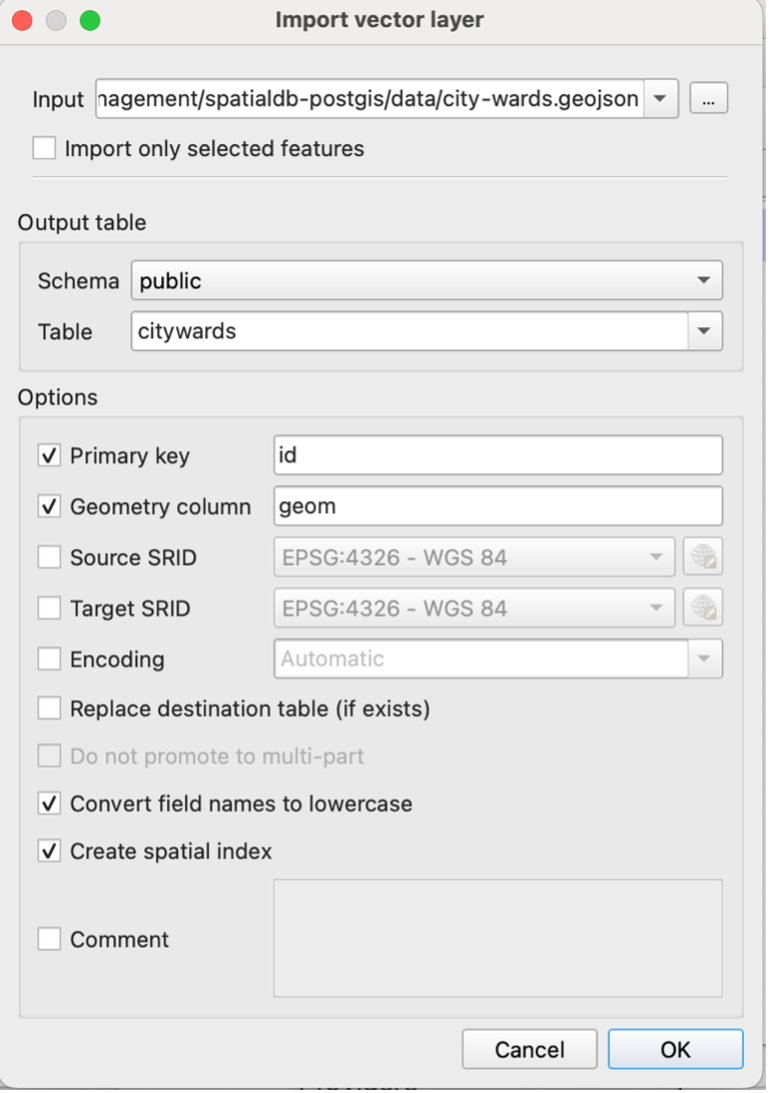 Import vector layer
Input nagement/spatialdb-postgis/data/city-wards.geojson ...
Import only selected features
Output table
Schema public
Table citywards
Options
Primary key id
Geometry column geom
Source SRID EPSG:4326 - WGS 84
Target SRID EPSG:4326 - WGS 84
Encoding Automatic
Replace destination table (if exists)
Do not promote to multi-part
Convert field names to lowercase
Create spatial index
Comment
Cancel OK